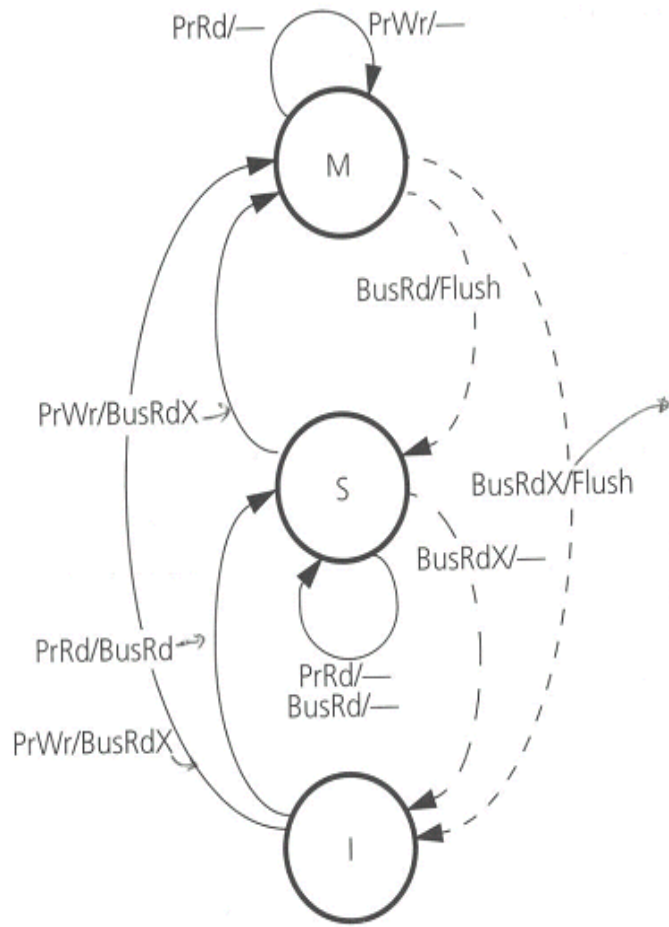 PrRd/—
PrWr/—
M
BusRd/Flush
PrWr/BusRdX
BusRdX/Flush
S
BusRdX/—
PrRd/BusRd
PrRd/—
BusRd/—
PrWr/BusRdX
I